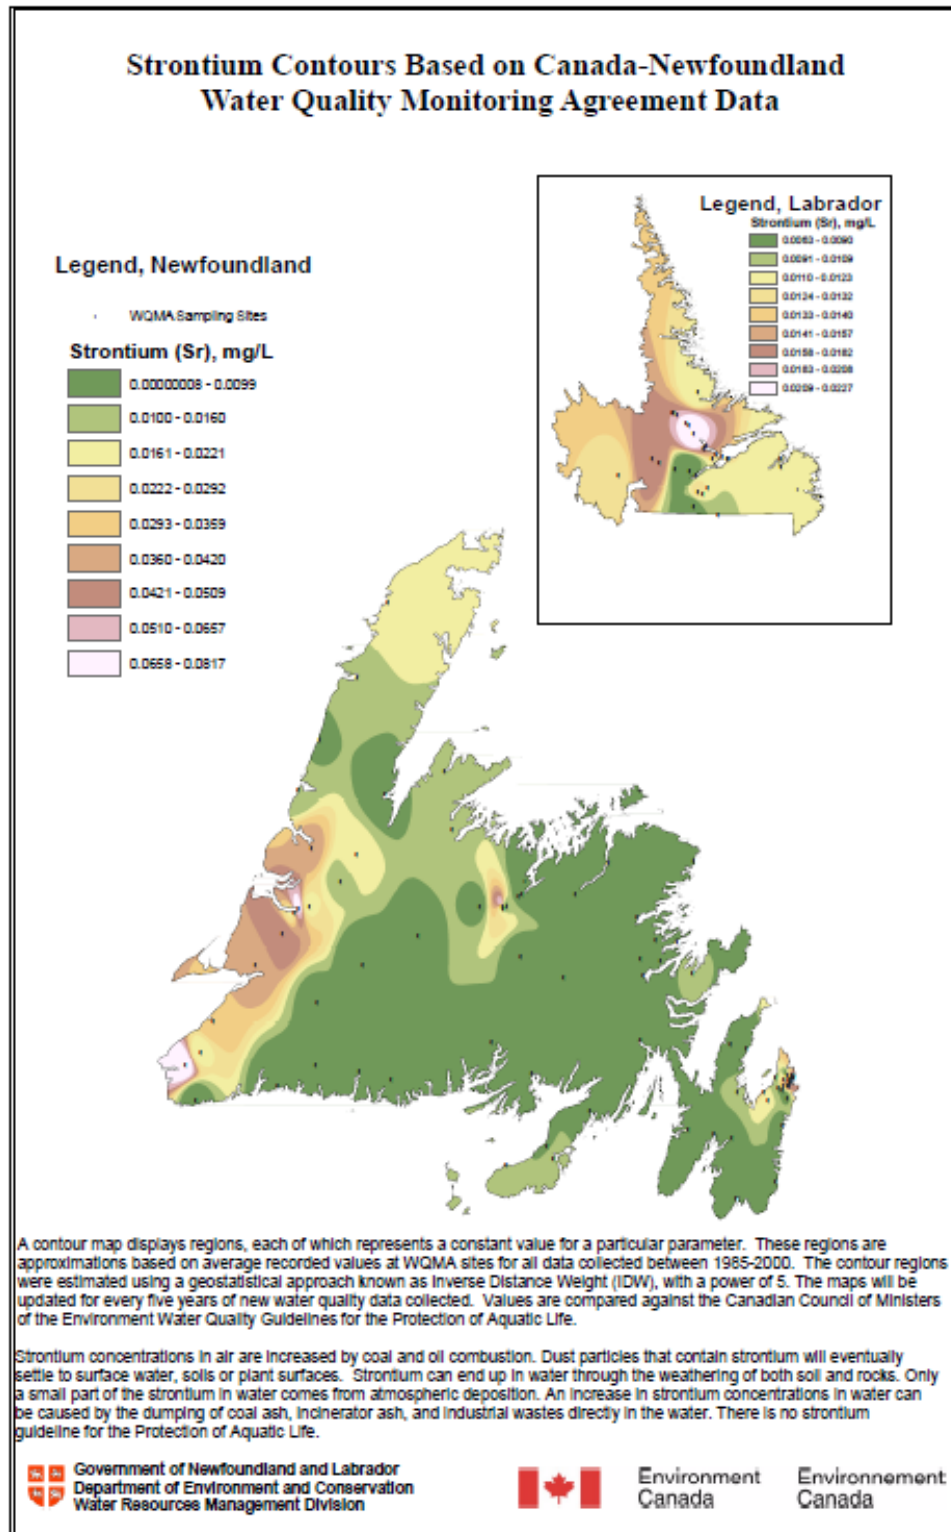 Strontium Contours Based on Canada-Newfoundland
Water Quality Monitoring Agreement Data
Legend, Labrador
Strontium (Sr), mg/L
0.0063 - 0.0090
0.0091 - 0.0109
0.0110 - 0.0123
0.0124 - 0.0132
0.0133 - 0.0140
0.0141 - 0.0157
0.0158 - 0.0182
0.0183 - 0.0208
0.0209 - 0.0227
Legend, Newfoundland
WQMA Sampling Sites
Strontium (Sr), mg/L
0.00000008 - 0.0099
0.0100 - 0.0160
0.0161 - 0.0221
0.0222 - 0.0292
0.0293 - 0.0359
0.0360 - 0.0420
0.0421 - 0.0509
0.0510 - 0.0657
0.0658 - 0.0817
A contour map displays regions, each of which represents a constant value for a particular parameter. These regions are
approximations based on average recorded values at WQMA sites for all data collected between 1985-2000. The contour regions
were estimated using a geostatistical approach known as Inverse Distance Weight (IDW), with a power of 5. The maps will be
updated for every five years of new water quality data collected. Values are compared against the Canadian Council of Ministers
of the Environment Water Quality Guidelines for the Protection of Aquatic Life.
Strontium concentrations in air are increased by coal and oil combustion. Dust particles that contain strontium will eventually
settle to surface water, soils or plant surfaces. Strontium can end up in water through the weathering of both soil and rocks. Only
a small part of the strontium in water comes from atmospheric deposition. An increase in strontium concentrations in water can
be caused by the dumping of coal ash, incinerator ash, and industrial wastes directly in the water. There is no strontium
guideline for the Protection of Aquatic Life.
Government of Newfoundland and Labrador
Department of Environment and Conservation
Water Resources Management Division
Environment
Canada
Environnement
Canada